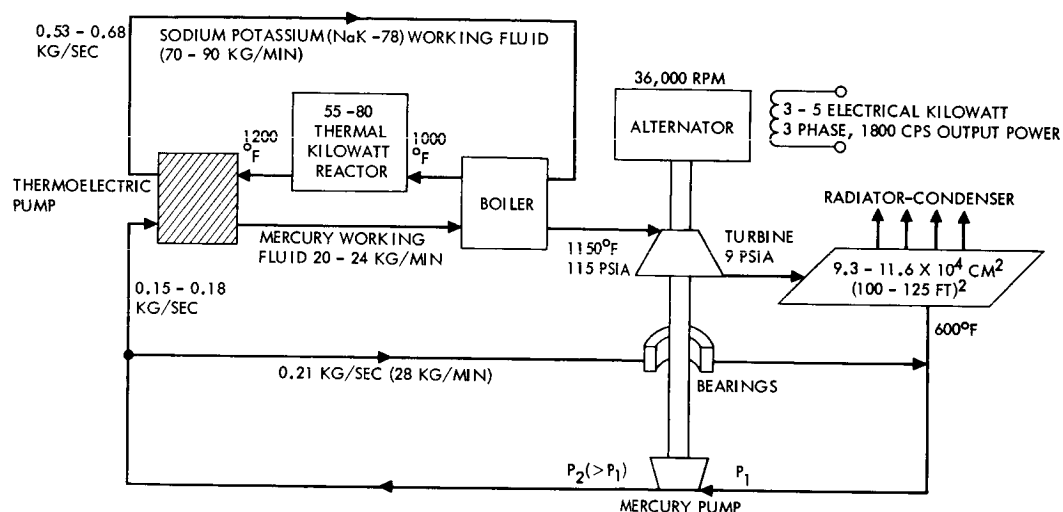 0.53 - 0.68
KG/SEC
SODIUM POTASSIUM (NaK -78) WORKING FLUID
(70 - 90 KG/MIN)
36,000 RPM
ALTERNATOR
3 - 5 ELECTRICAL KILOWATT
3 PHASE, 1800 CPS OUTPUT POWER
55 -80
THERMAL
KILOWATT
REACTOR
1200
°F
1000
°F
THERMOELECTRIC
PUMP
BOILER
MERCURY WORKING
FLUID 20 - 24 KG/MIN
1150°F
115 PSIA
TURBINE
9 PSIA
RADIATOR-CONDENSER
9.3 - 11.6 X 10⁴ CM²
(100 - 125 FT)²
600°F
0.15 - 0.18
KG/SEC
0.21 KG/SEC (28 KG/MIN)
BEARINGS
P₂(> P₁)
P₁
MERCURY PUMP